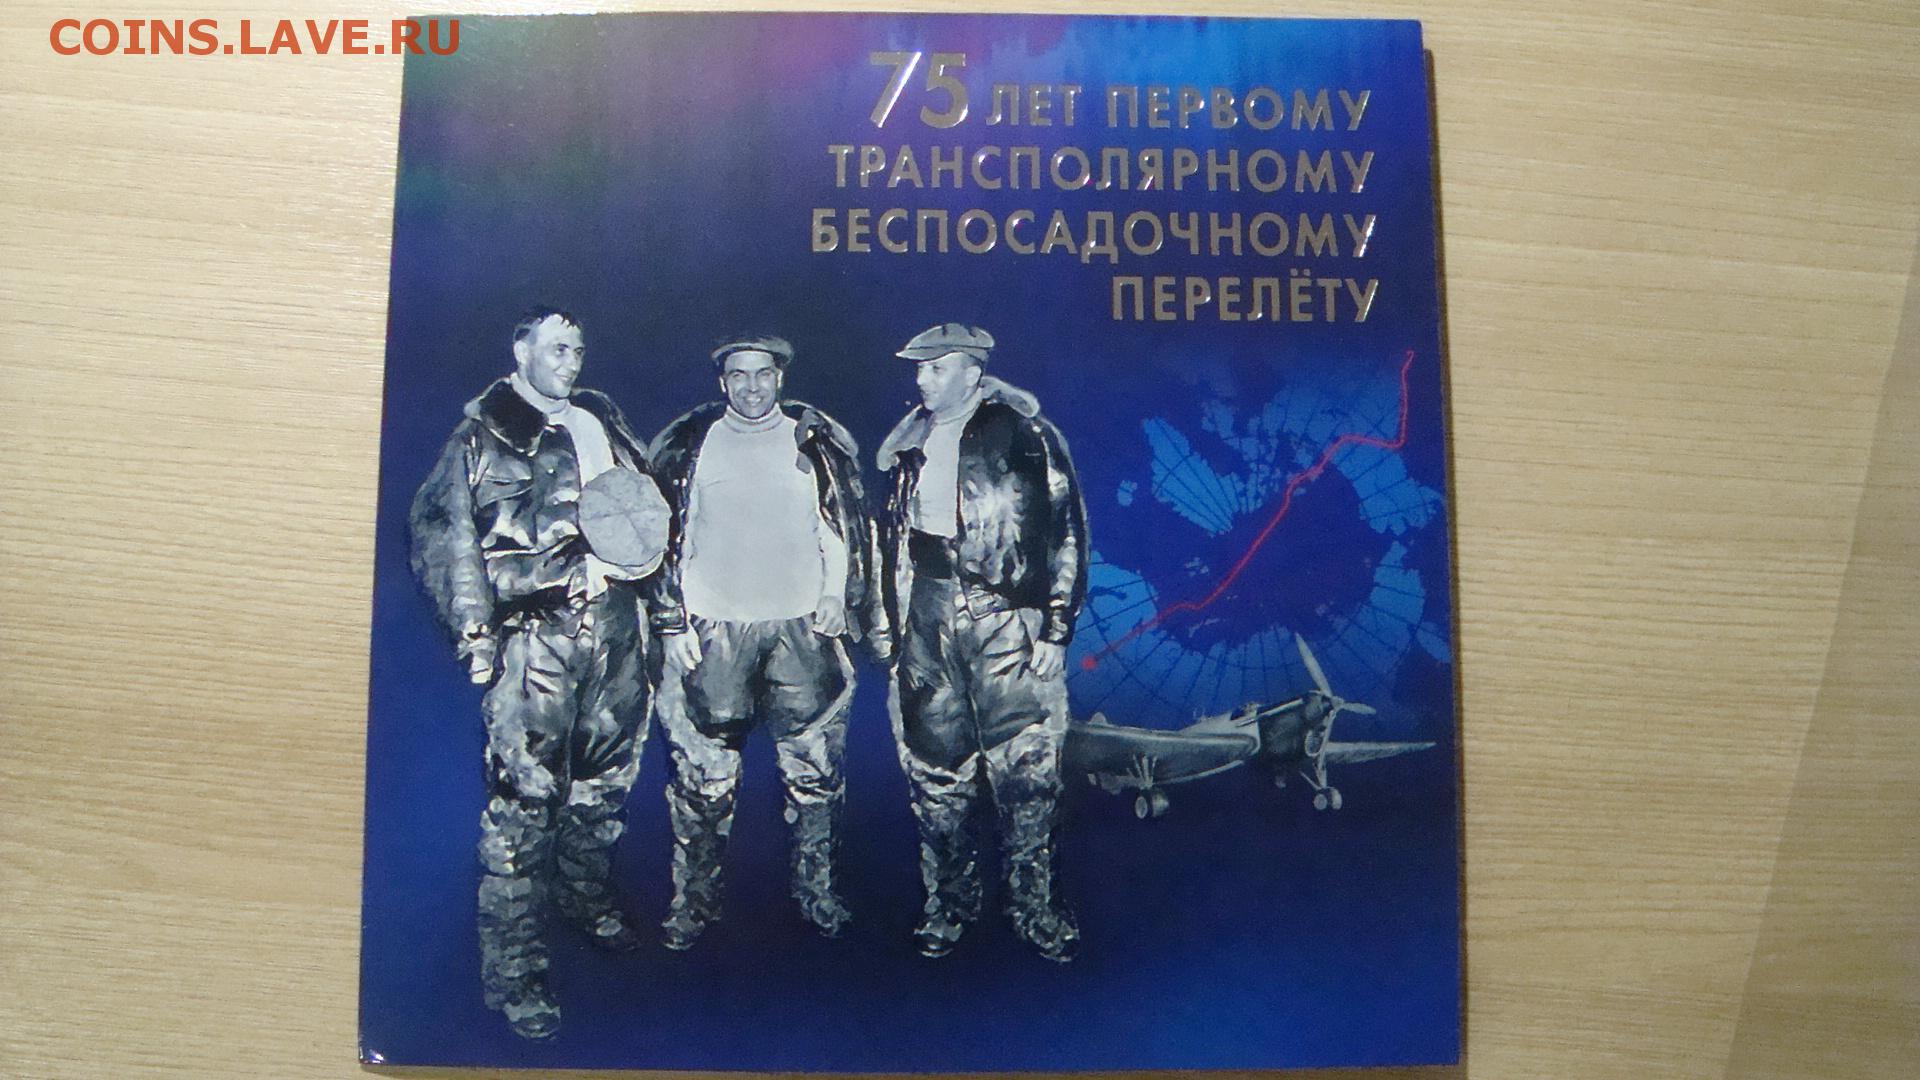 COINS.LAVE.RU
75 ЛЕТ ПЕРВОМУ
ТРАНСПОЛЯРНОМУ
БЕСПОСАДОЧНОМУ
ПЕРЕЛЁТУ